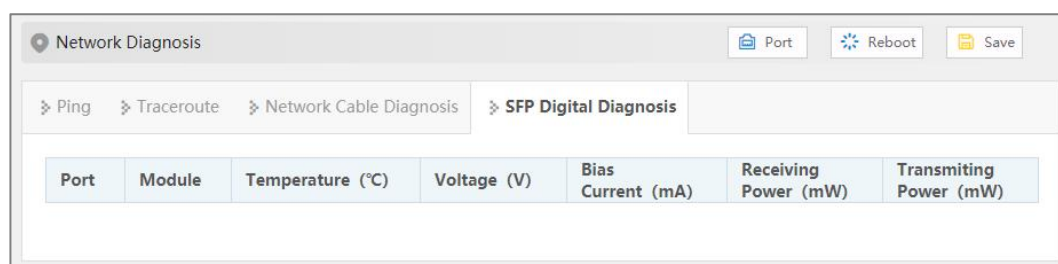 Network Diagnosis Port Reboot Save
Ping Traceroute Network Cable Diagnosis SFP Digital Diagnosis
Port Module Temperature (℃) Voltage (V) Bias Current (mA) Receiving Power (mW) Transmiting Power (mW)